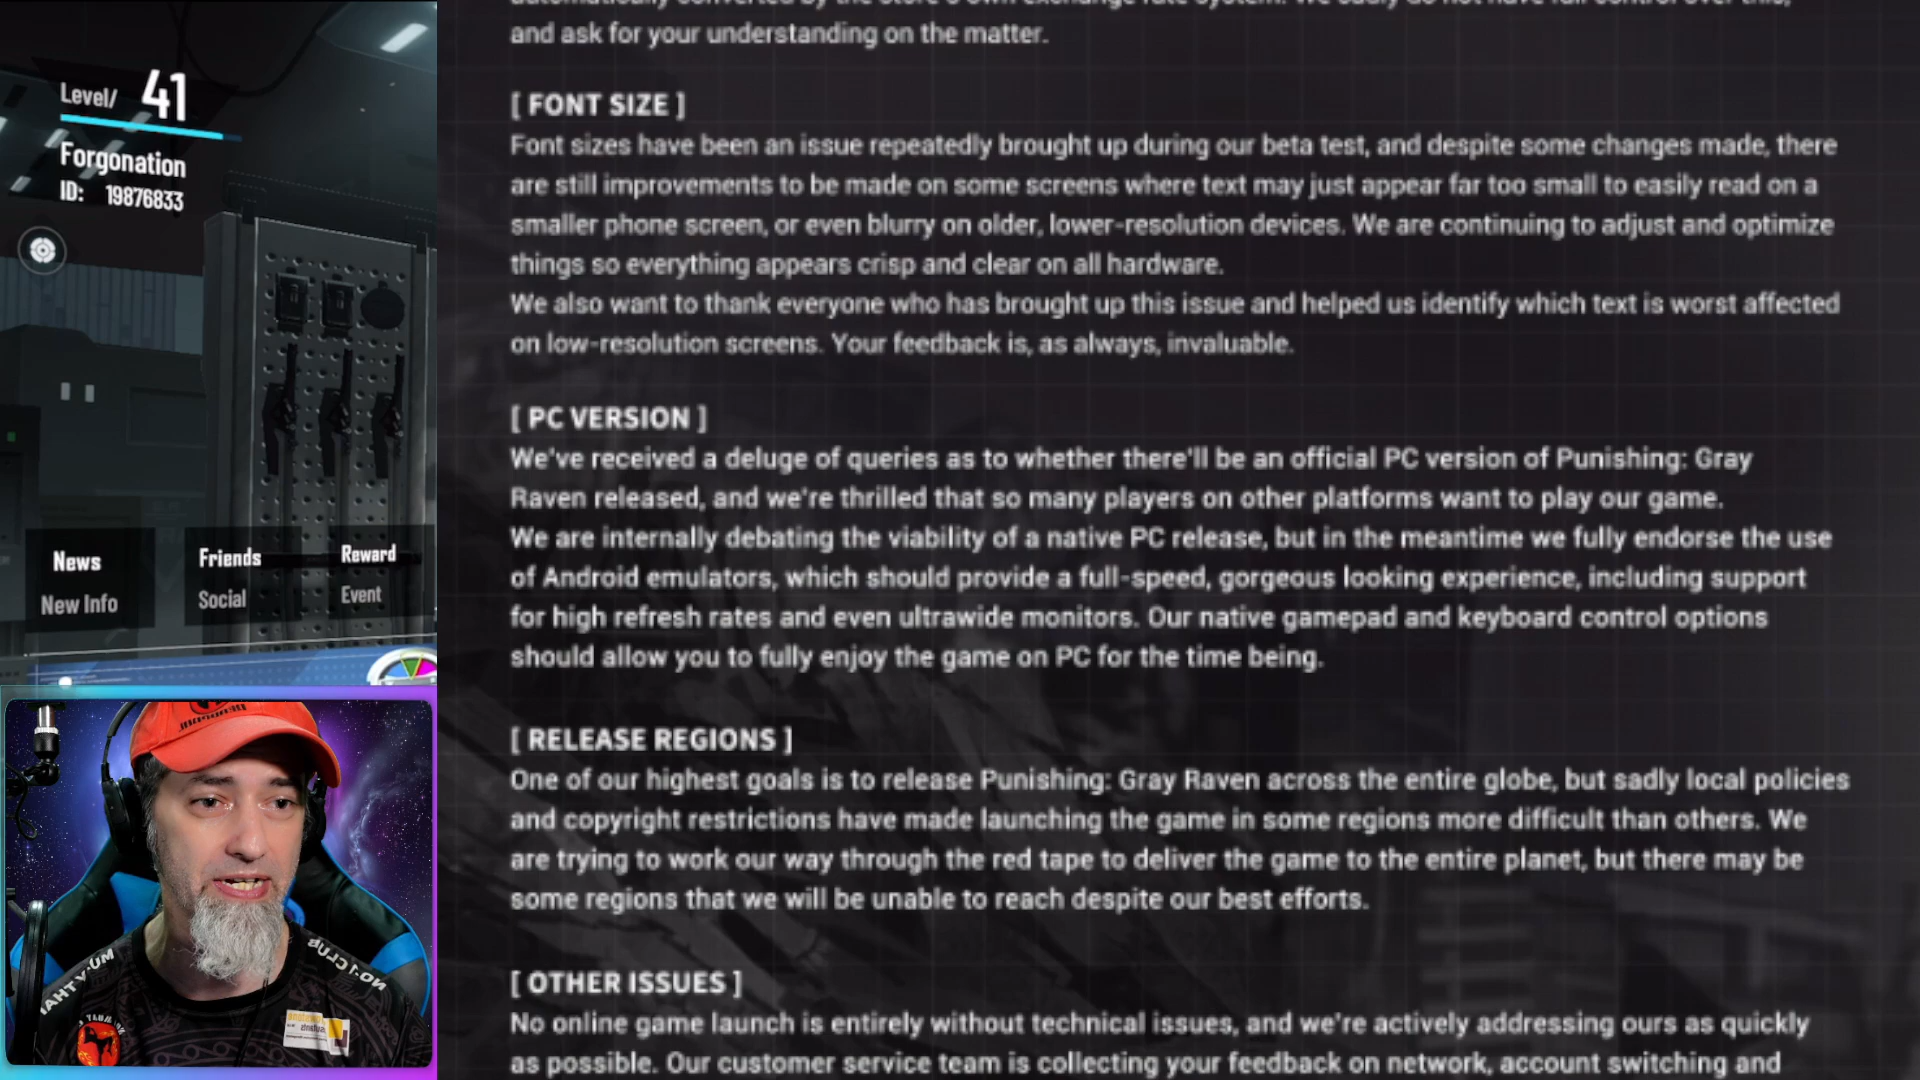 Level/ 41
Forgonation
ID: 19876833
News
New Info
Friends
Social
Reward
Event
and ask for your understanding on the matter.
[ FONT SIZE ]
Font sizes have been an issue repeatedly brought up during our beta test, and despite some changes made, there
are still improvements to be made on some screens where text may just appear far too small to easily read on a
smaller phone screen, or even blurry on older, lower-resolution devices. We are continuing to adjust and optimize
things so everything appears crisp and clear on all hardware.
We also want to thank everyone who has brought up this issue and helped us identify which text is worst affected
on low-resolution screens. Your feedback is, as always, invaluable.
[ PC VERSION ]
We've received a deluge of queries as to whether there'll be an official PC version of Punishing: Gray
Raven released, and we're thrilled that so many players on other platforms want to play our game.
We are internally debating the viability of a native PC release, but in the meantime we fully endorse the use
of Android emulators, which should provide a full-speed, gorgeous looking experience, including support
for high refresh rates and even ultrawide monitors. Our native gamepad and keyboard control options
should allow you to fully enjoy the game on PC for the time being.
[ RELEASE REGIONS ]
One of our highest goals is to release Punishing: Gray Raven across the entire globe, but sadly local policies
and copyright restrictions have made launching the game in some regions more difficult than others. We
are trying to work our way through the red tape to deliver the game to the entire planet, but there may be
some regions that we will be unable to reach despite our best efforts.
[ OTHER ISSUES ]
No online game launch is entirely without technical issues, and we're actively addressing ours as quickly
as possible. Our customer service team is collecting your feedback on network, account switching and